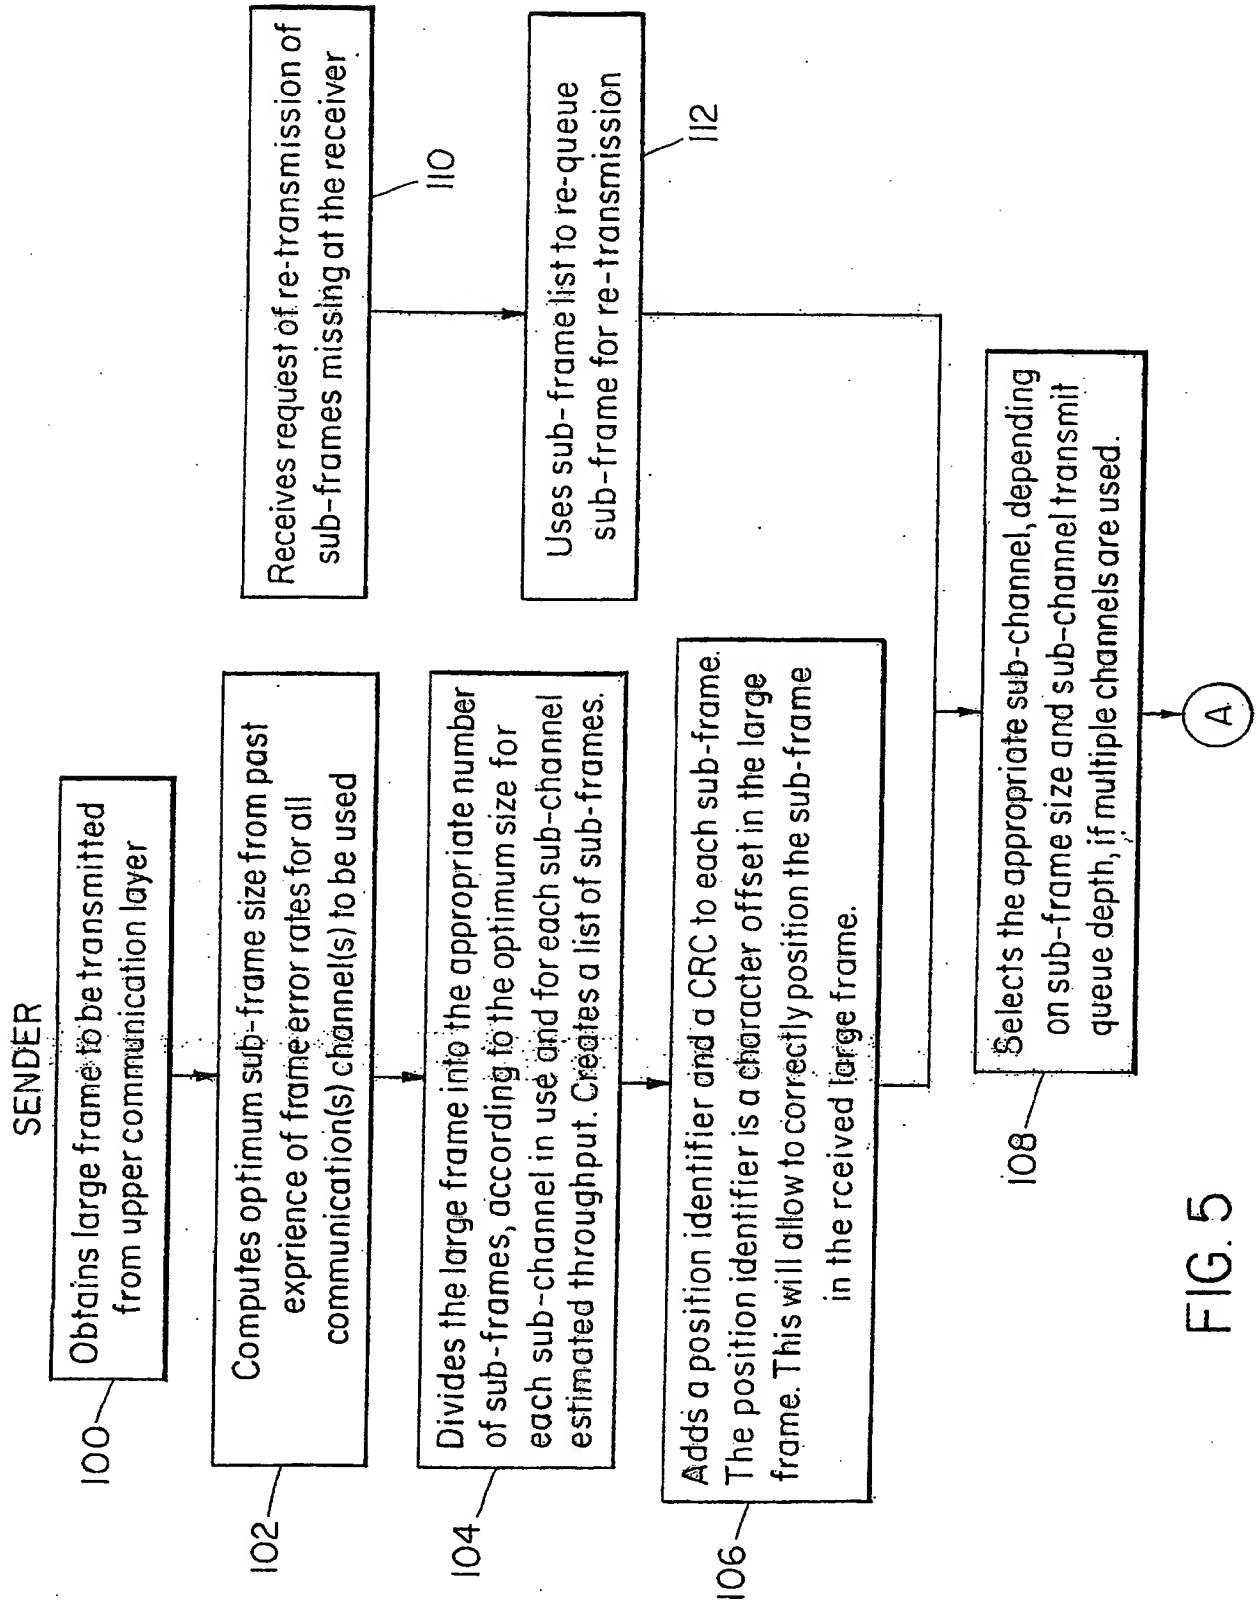 SENDER
Obtains large frame to be transmitted
from upper communication layer
100
Computes optimum sub-frame size from past
exprience of frame error rates for all
communication(s) channel(s) to be used
102
Divides the large frame into the appropriate number
of sub-frames, according to the optimum size for
each sub-channel in use and for each sub-channel
estimated throughput. Creates a list of sub-frames.
104
Adds a position identifier and a CRC to each sub-frame.
The position identifier is a character offset in the large
frame. This will allow to correctly position the sub-frame
in the rceived large frame.
106
Receives request of re-transmission of
sub-frames missing at the receiver
110
Uses sub-frame list to re-queue
sub-frame for re-transmission
112
Selects the appropriate sub-channel, depending
on sub-frame size and sub-channel transmit
queue depth, if multiple channels are used.
108
A
FIG. 5